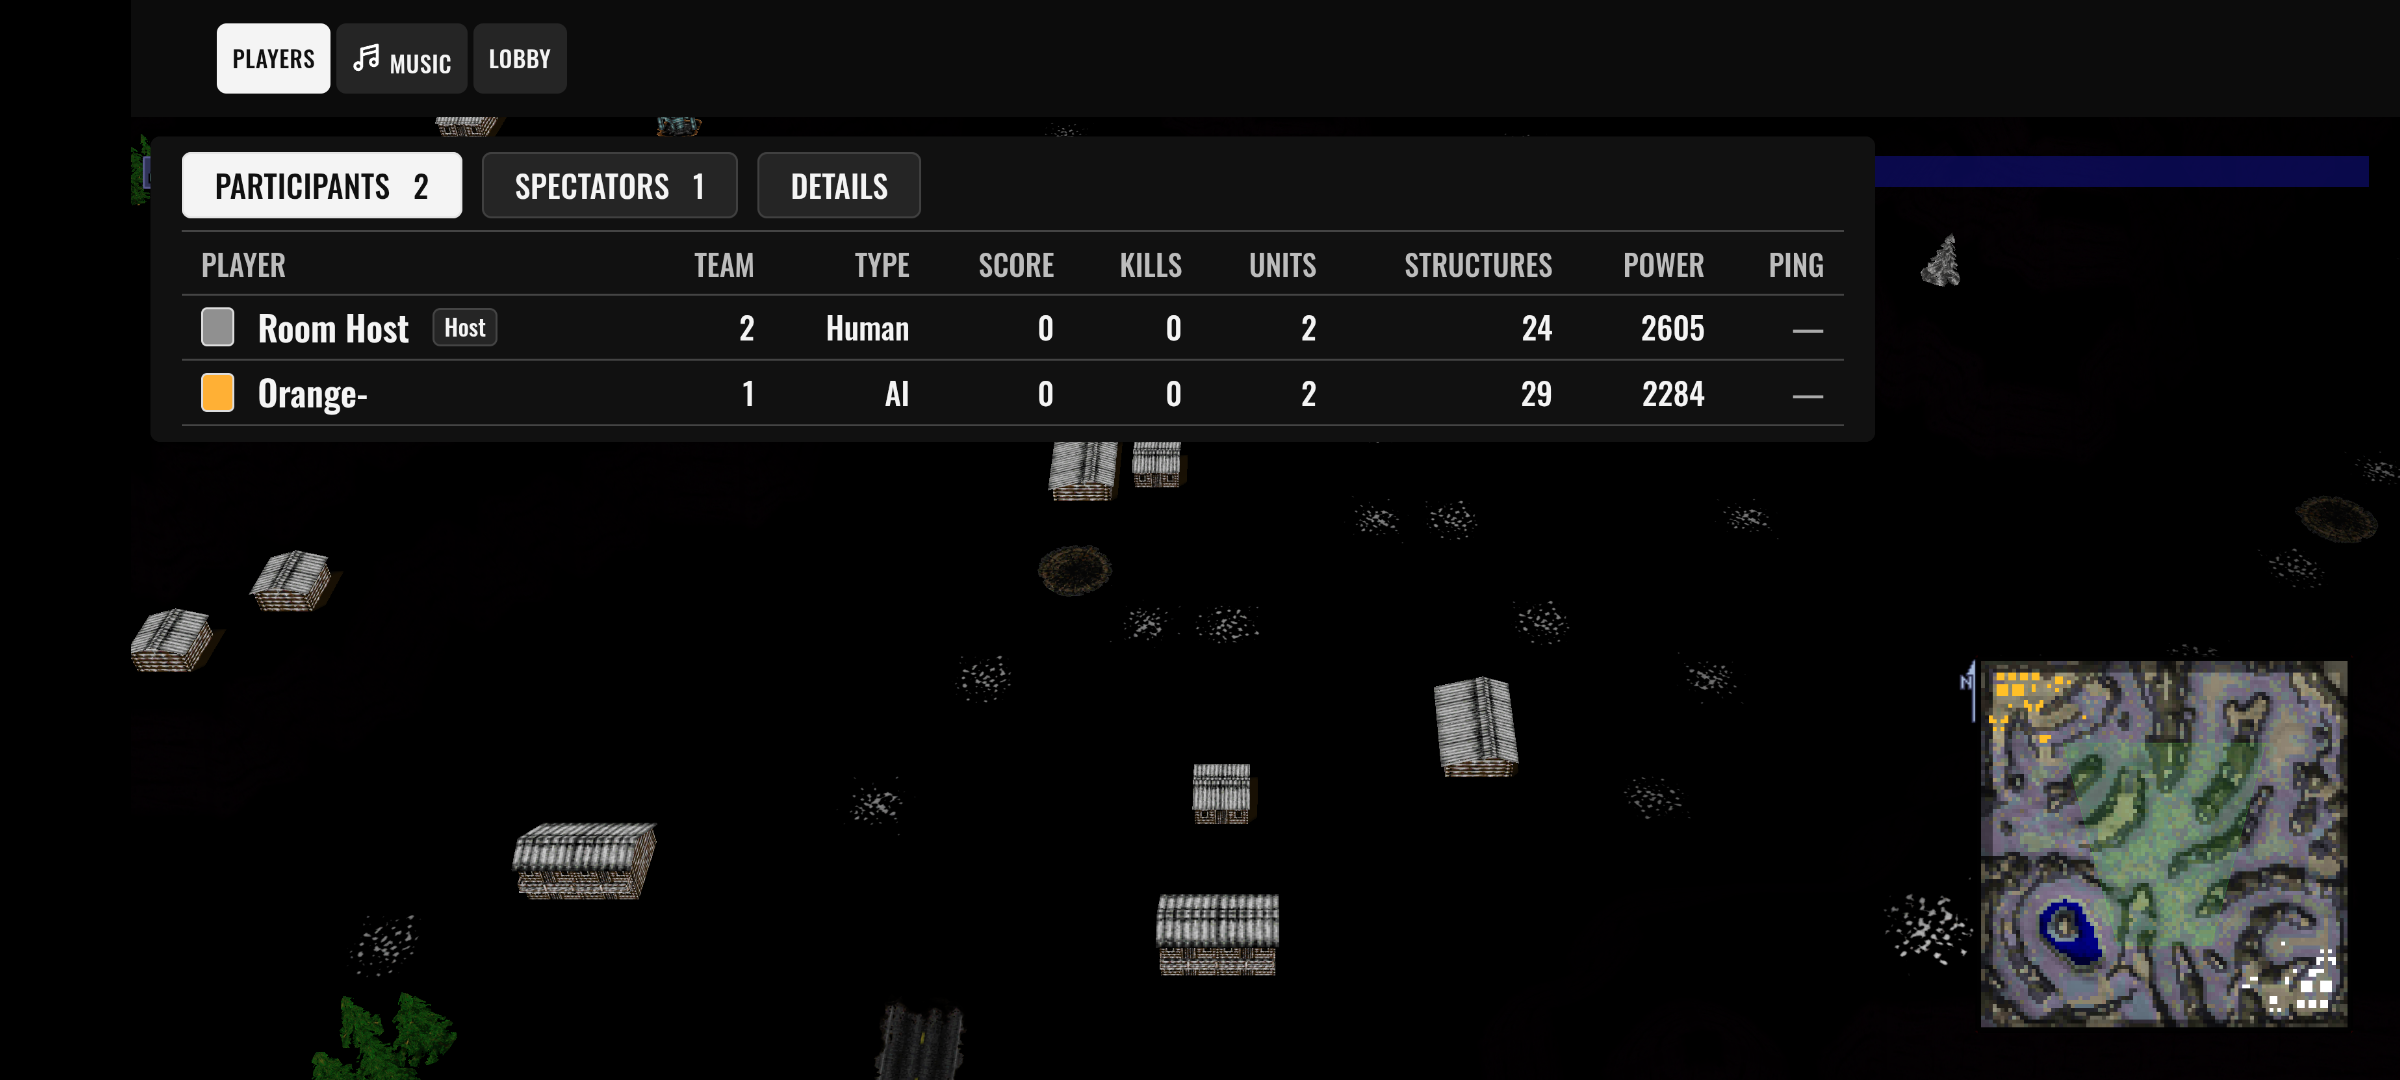 PLAYERS MUSIC LOBBY
PARTICIPANTS 2 SPECTATORS 1 DETAILS
PLAYER TEAM TYPE SCORE KILLS UNITS STRUCTURES POWER PING
Room Host Host 2 Human 0 0 2 24 2605 —
Orange- 1 AI 0 0 2 29 2284 —
N